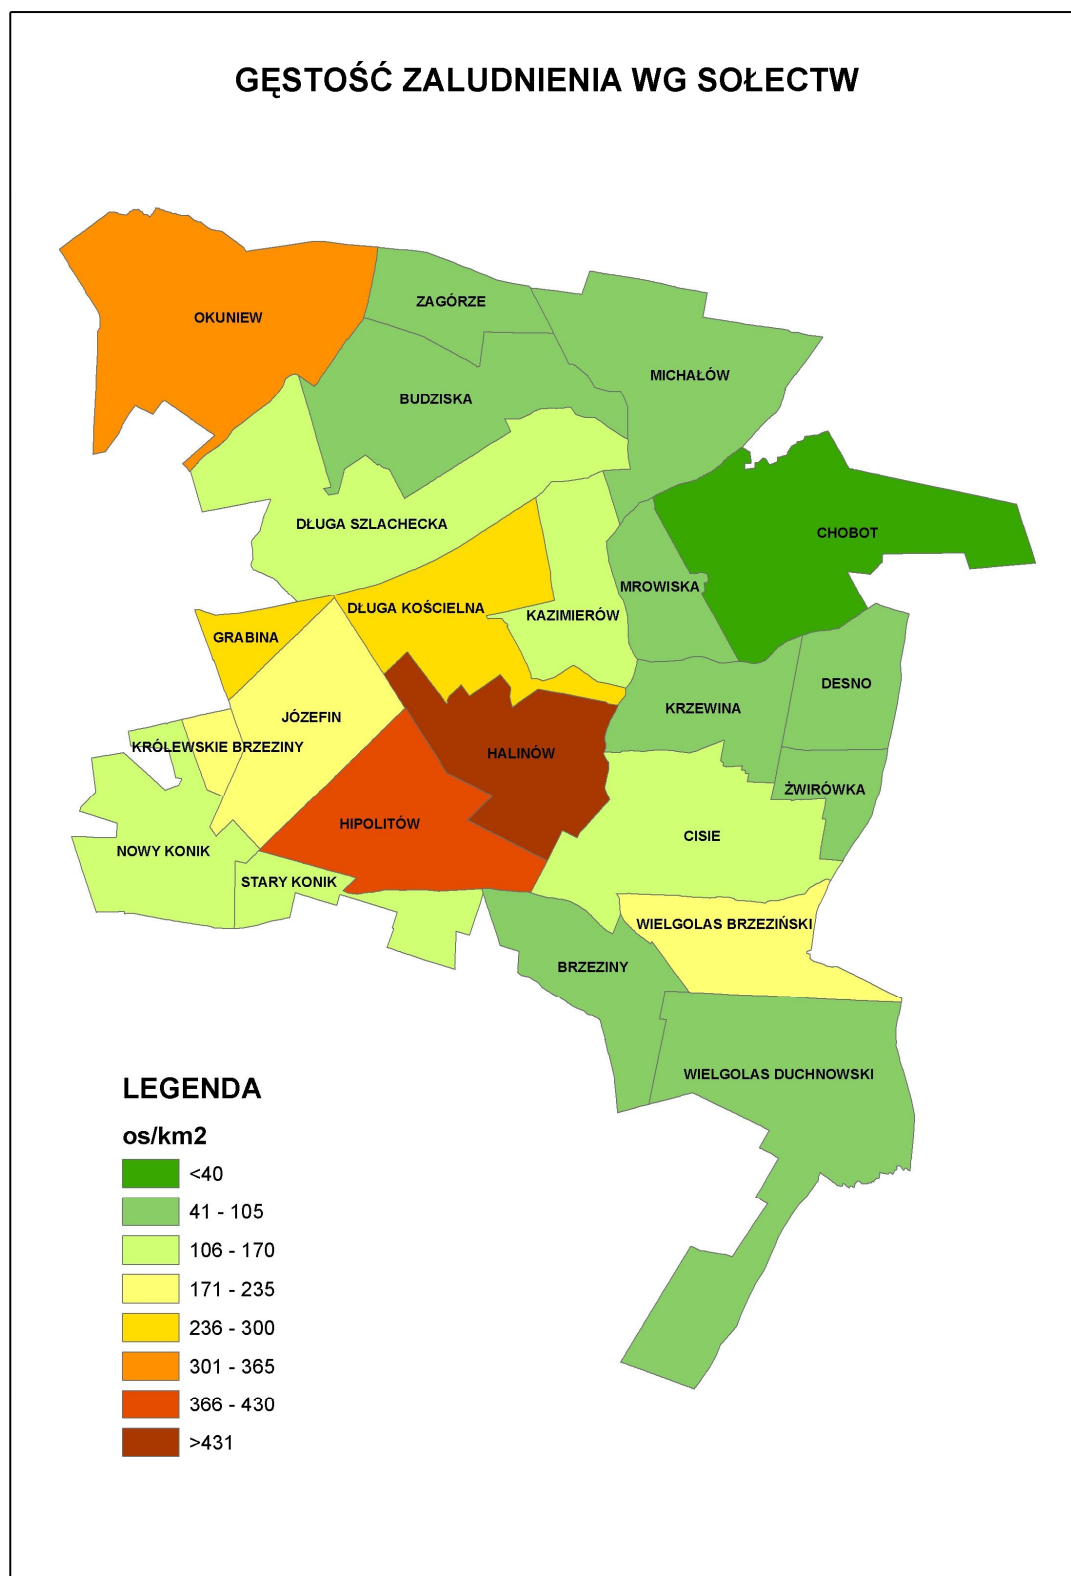 GĘSTOŚĆ ZALUDNIENIA WG SOŁECTW
OKUNIEW
ZAGÓRZE
MICHAŁÓW
BUDZISKA
DŁUGA SZLACHECKA
CHOBOT
MROWISKA
DŁUGA KOŚCIELNA
KAZIMIERÓW
GRABINA
DESNO
KRZEWINA
JÓZEFIN
KRÓLEWSKIE BRZEZINY
HALINÓW
ŻWIRÓWKA
HIPOLITÓW
CISIE
NOWY KONIK
STARY KONIK
WIELGOLAS BRZEZIŃSKI
BRZEZINY
WIELGOLAS DUCHNOWSKI
LEGENDA
os/km2
<40
41 - 105
106 - 170
171 - 235
236 - 300
301 - 365
366 - 430
>431